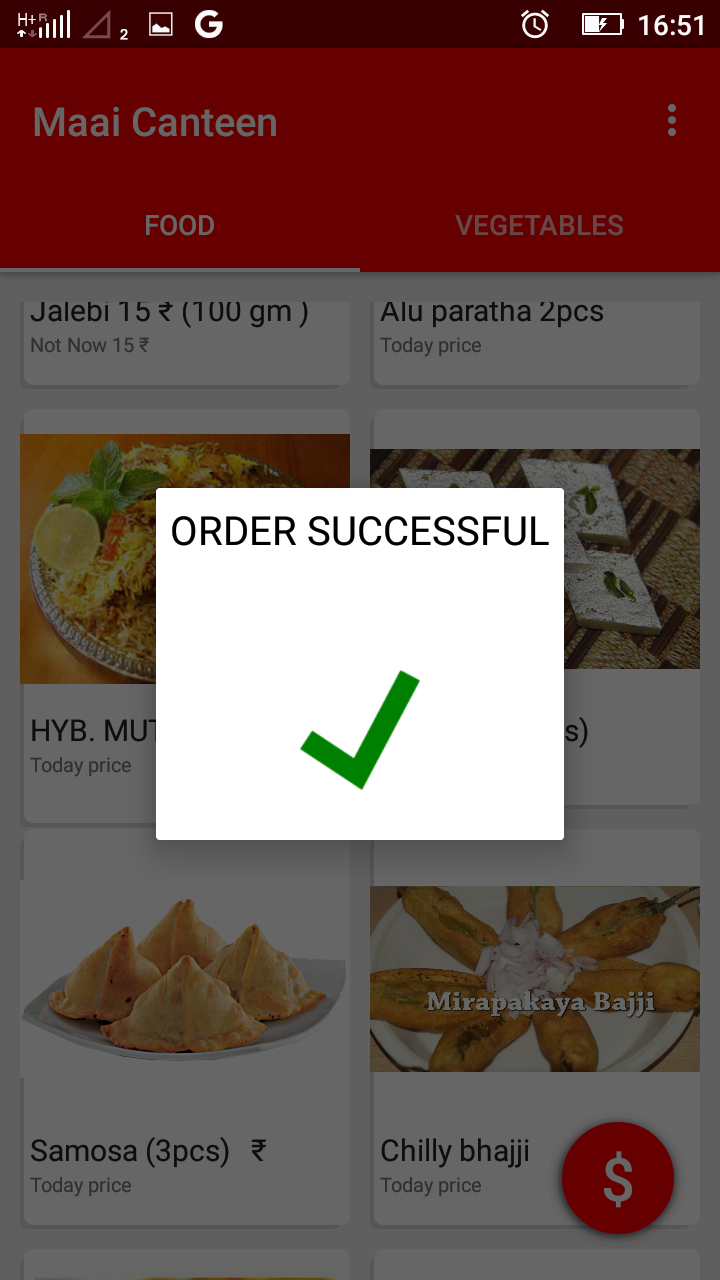 H+ R
2
G
16:51
Maai Canteen
FOOD
VEGETABLES
Jalebi 15 ₹ (100 gm )
Not Now 15 ₹
Alu paratha 2pcs
Today price
ORDER SUCCESSFUL
HYB.
Today price
s)
Mirapakaya Bajji
Samosa (3pcs) ₹
Today price
Chilly bhajji
Today price
$